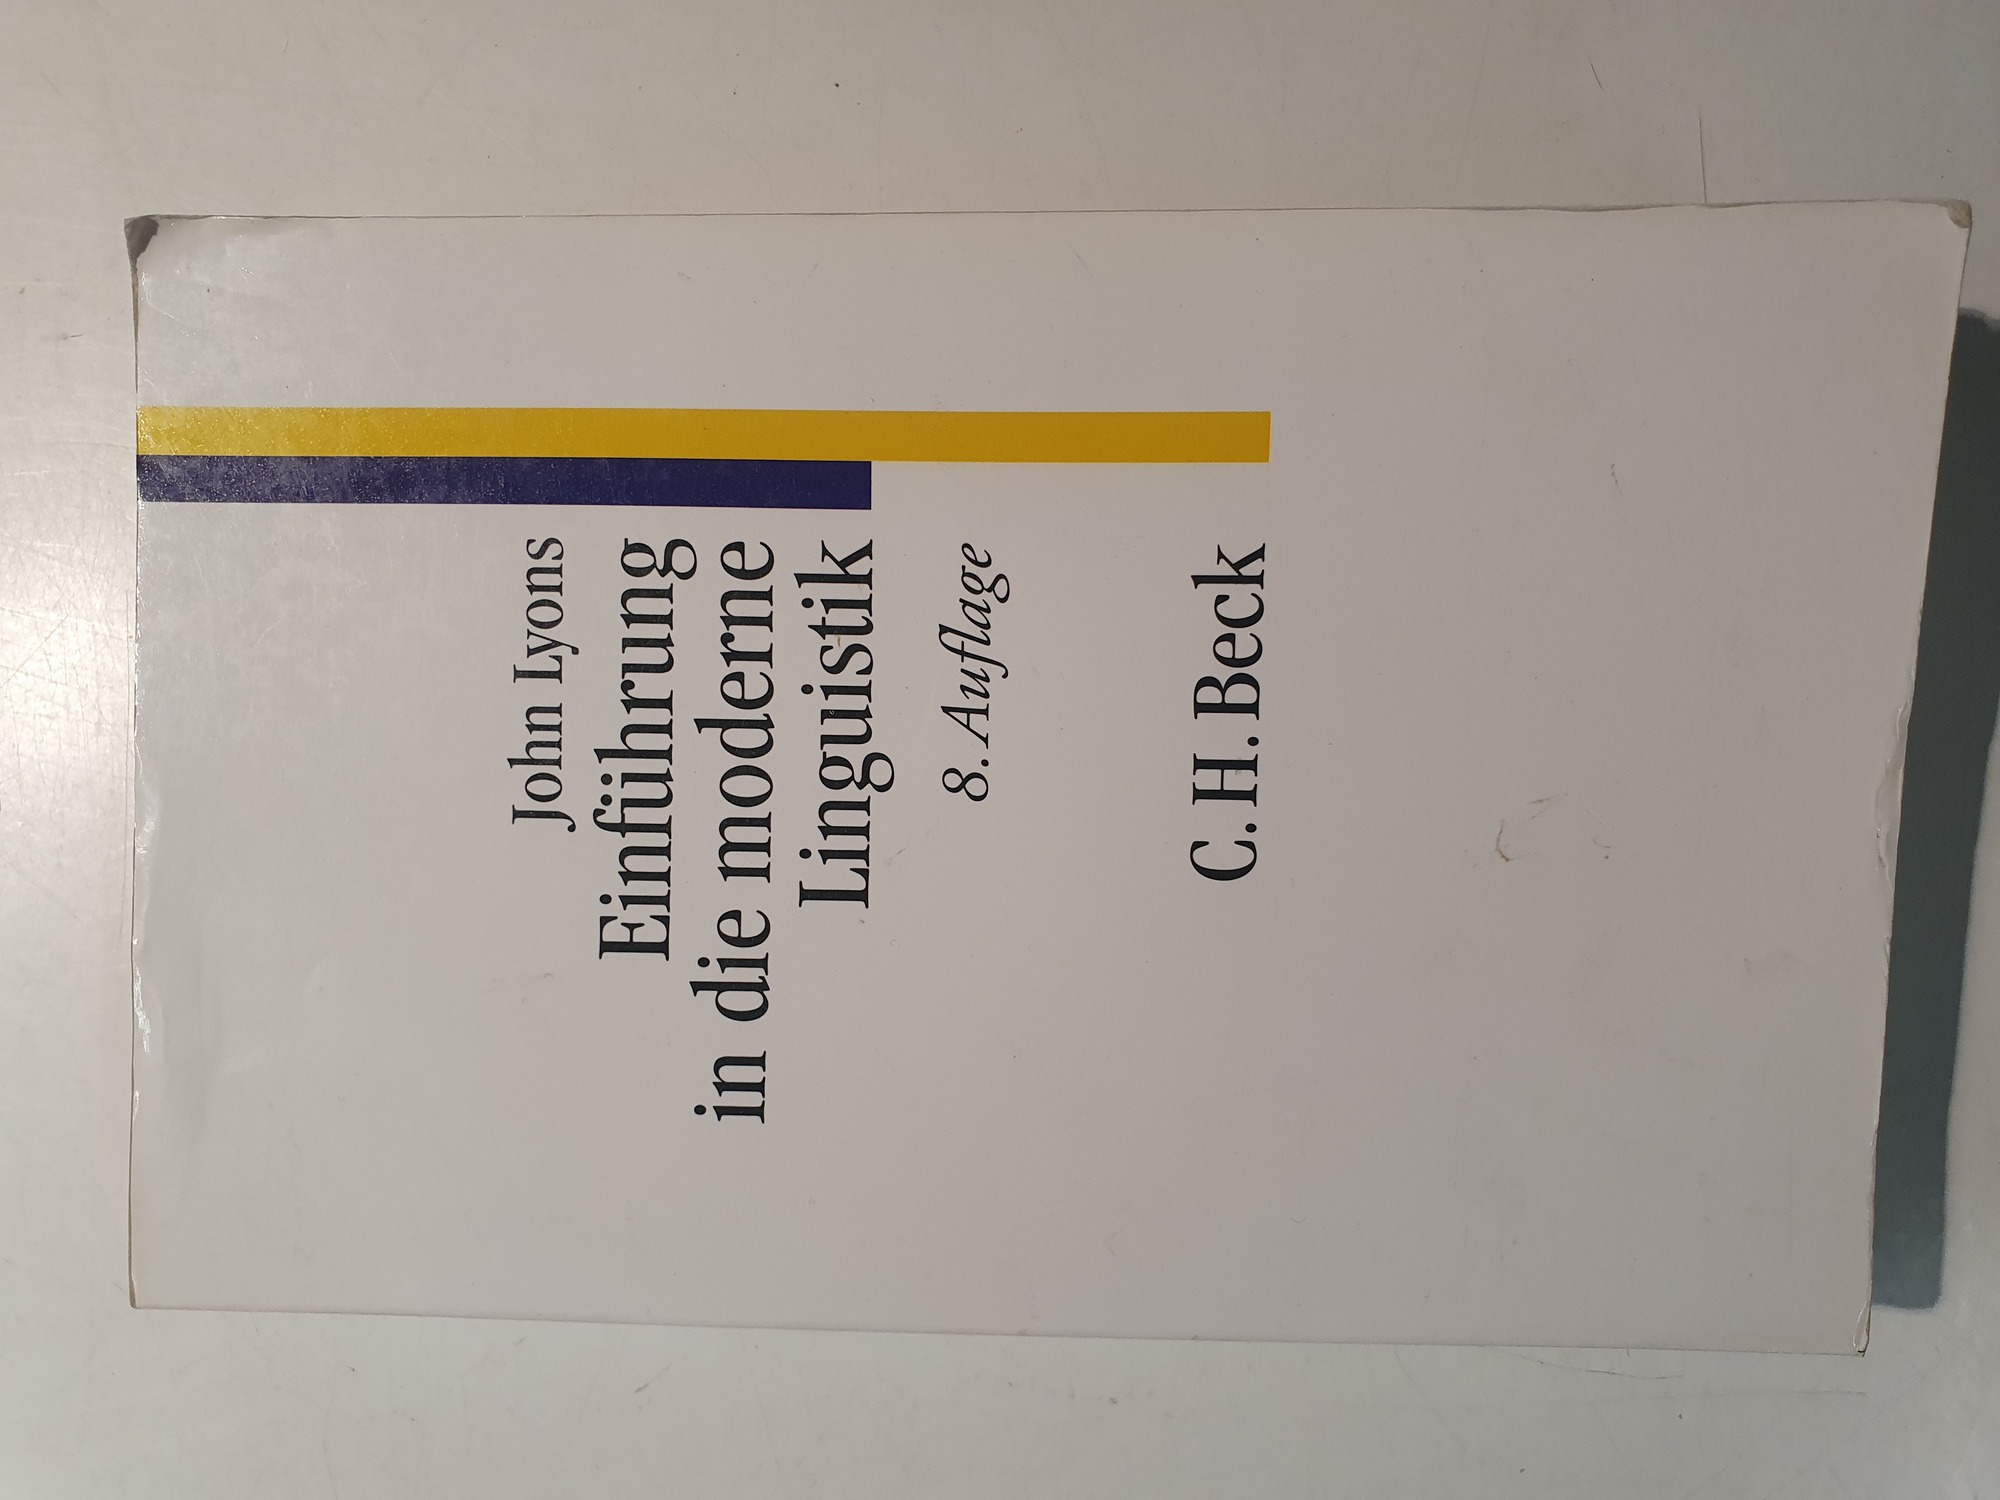 John Lyons
Einführung
in die moderne
Linguistik
8. Auflage
C. H. Beck